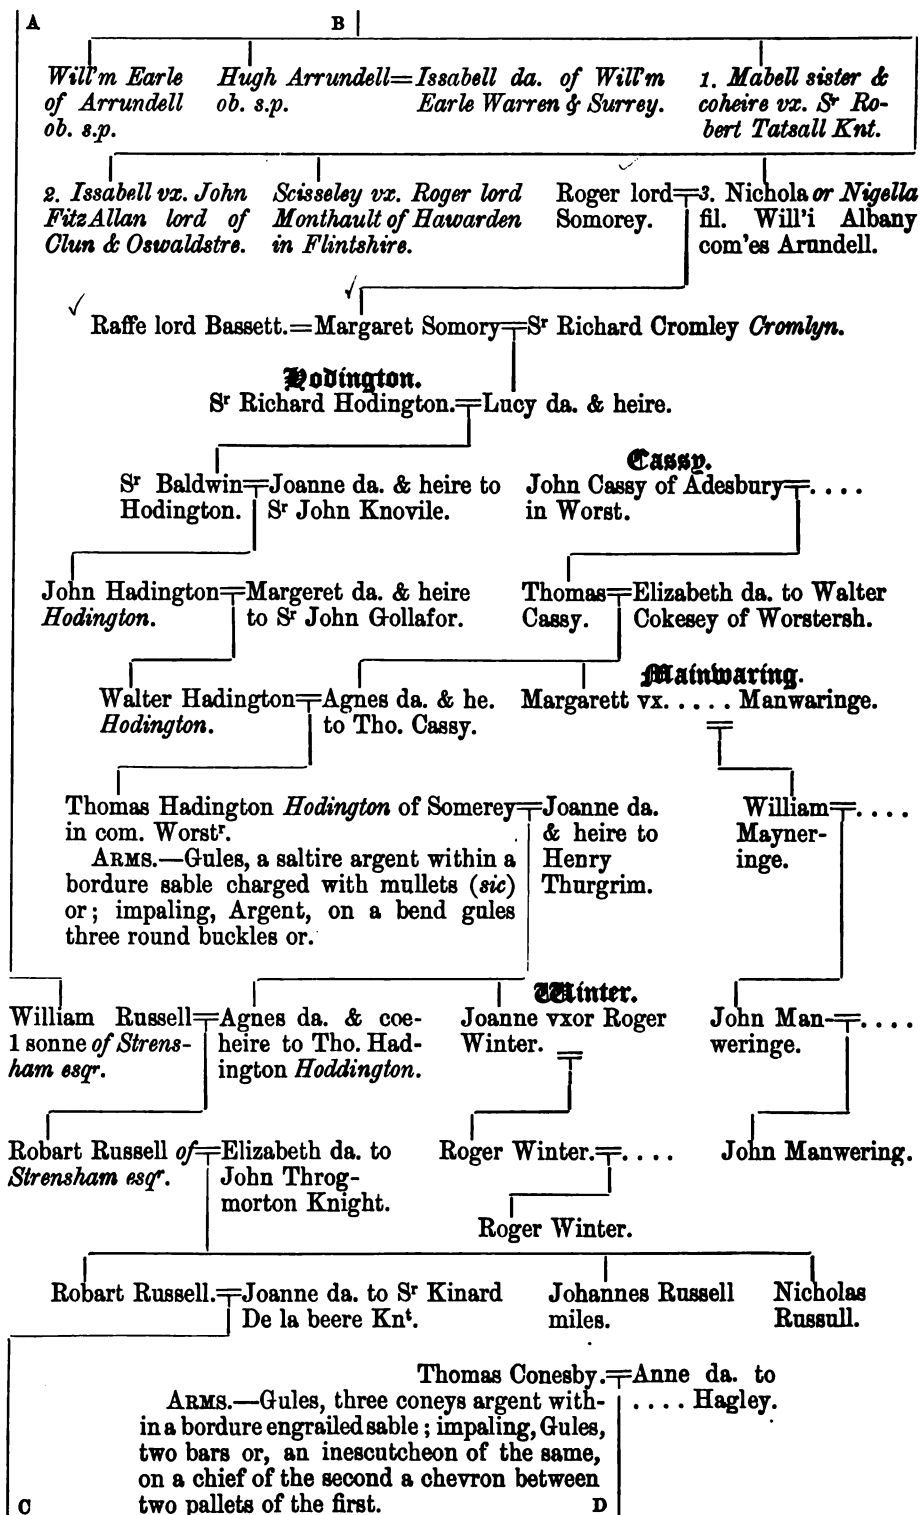 A
B
Will'm Earle
of Arrundell
ob. s.p.
Hugh Arrundell=Issabell da. of Will'm
ob. s.p. Earle Warren & Surrey.
1. Mabell sister &
coheire vx. Sr Ro-
bert Tatsall Knt.
2. Issabell vx. John
FitzAllan lord of
Clun & Oswaldstre.
Scisseley vx. Roger lord
Monthault of Hawarden
in Flintshire.
Roger lord
Somorey.
3. Nichola or Nigella
fil. Will'i Albany
com'es Arundell.
Raffe lord Bassett.=Margaret Somory=Sr Richard Cromley Cromlyn.
Hodington.
Sr Richard Hodington.=Lucy da. & heire.
Sr Baldwin
Hodington.
Joanne da. & heire to
Sr John Knovile.
Cassy.
John Cassy of Adesbury=....
in Worst.
John Hadington
Hodington.
Margeret da. & heire
to Sr John Gollafor.
Thomas
Cassy.
Elizabeth da. to Walter
Cokesey of Worstersh.
Walter Hadington
Hodington.
Agnes da. & he.
to Tho. Cassy.
Mainwaring.
Margarett vx..... Manwaringe.
Thomas Hadington Hodington of Somerey
in com. Worstr.
ARMS.—Gules, a saltire argent within a
bordure sable charged with mullets (sic)
or; impaling, Argent, on a bend gules
three round buckles or.
Joanne da.
& heire to
Henry
Thurgrim.
William=....
Mayner-
inge.
William Russell
1 sonne of Strens-
ham esqr.
Agnes da. & coe-
heire to Tho. Had-
ington Hoddington.
Winter.
Joanne vxor Roger
Winter.
John Man-=....
weringe.
Robart Russell of
Strensham esqr.
Elizabeth da. to
John Throg-
morton Knight.
Roger Winter.=....
John Manwering.
Roger Winter.
Robart Russell.
Joanne da. to Sr Kinard
De la beere Knt.
Johannes Russell
miles.
Nicholas
Russull.
Thomas Conesby.=Anne da. to
.... Hagley.
ARMS.—Gules, three coneys argent with-
in a bordure engrailed sable; impaling, Gules,
two bars or, an inescutcheon of the same,
on a chief of the second a chevron between
two pallets of the first.
C
D